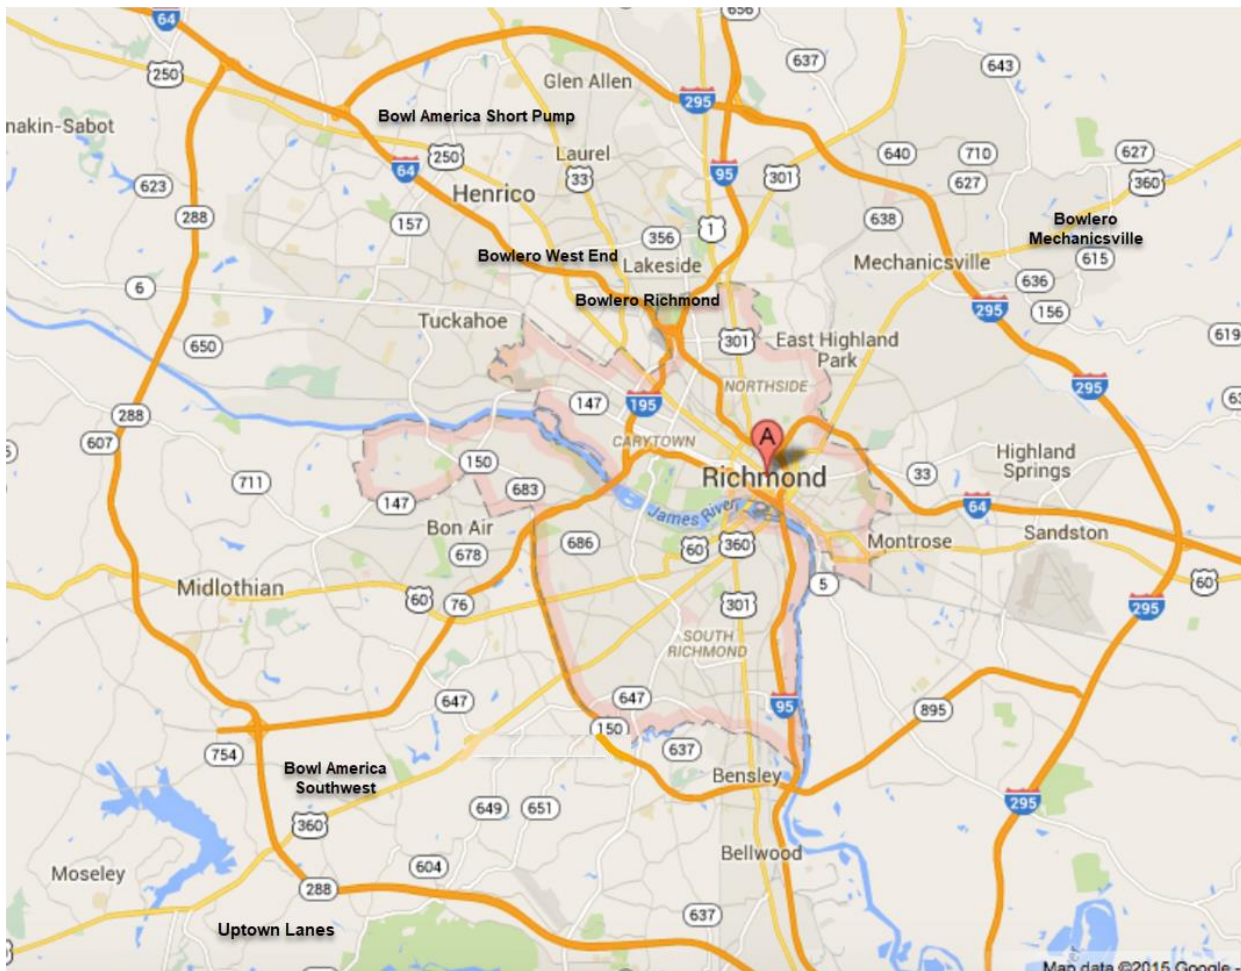 64
656
250
637
643
Glen Allen
295
nakin-Sabot
Bowl America Short Pump
250
Laurel
640
710
627
64
33
95
301
627
360
623
Henrico
288
157
1
638
Bowlero
Mechanicsville
356
Bowlero West End
Lakeside
Mechanicsville
615
6
636
Bowlero Richmond
295
156
Tuckahoe
301
East Highland
Park
619
650
NORTHSIDE
295
147
195
288
A
607
CARYTOWN
150
Highland
Springs
711
683
Richmond
33
147
James River
64
Bon Air
686
Sandston
678
60
360
Montrose
Midlothian
60
76
301
5
60
295
SOUTH
RICHMOND
647
647
95
895
754
150
637
Bowl America
Southwest
Bensley
649
651
295
360
Bellwood
Moseley
604
288
637
Uptown Lanes
Map data ©2015 Google